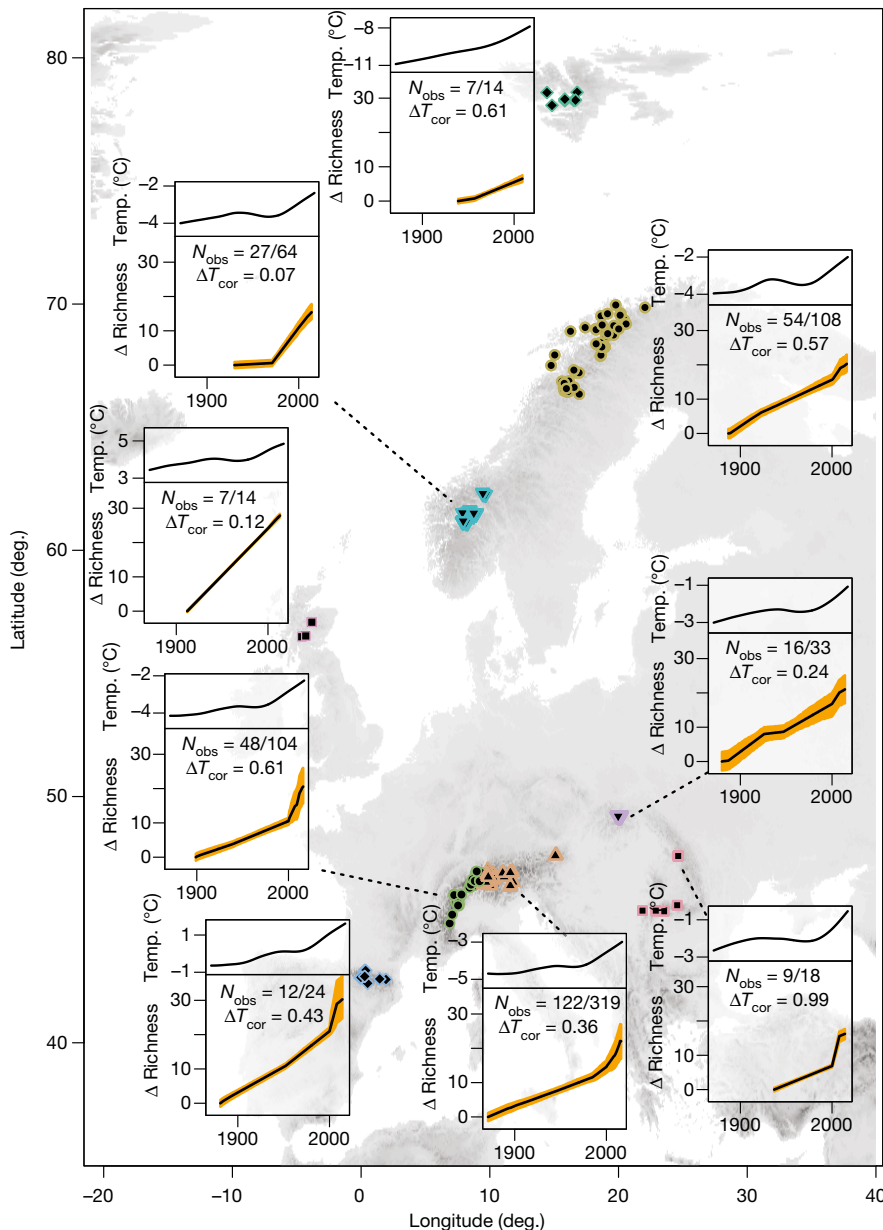 80
70
60
50
40
Latitude (deg.)
−20
−10
0
10
20
30
40
Longitude (deg.)
Temp. (°C)
−8
−11
Δ Richness
30
10
0
N_obs = 7/14
ΔT_cor = 0.61
1900
2000
Temp. (°C)
−2
−4
Δ Richness
30
10
0
N_obs = 27/64
ΔT_cor = 0.07
1900
2000
Temp. (°C)
−2
−4
Δ Richness
30
10
0
N_obs = 54/108
ΔT_cor = 0.57
1900
2000
Temp. (°C)
5
3
Δ Richness
30
10
0
N_obs = 7/14
ΔT_cor = 0.12
1900
2000
Temp. (°C)
−1
−3
Δ Richness
30
10
0
N_obs = 16/33
ΔT_cor = 0.24
1900
2000
Temp. (°C)
−2
−4
Δ Richness
30
10
0
N_obs = 48/104
ΔT_cor = 0.61
1900
2000
Temp. (°C)
1
−1
Δ Richness
30
10
0
N_obs = 12/24
ΔT_cor = 0.43
1900
2000
Temp. (°C)
−3
−5
Δ Richness
30
10
0
N_obs = 122/319
ΔT_cor = 0.36
1900
2000
Temp. (°C)
−1
−3
Δ Richness
30
10
0
N_obs = 9/18
ΔT_cor = 0.99
1900
2000